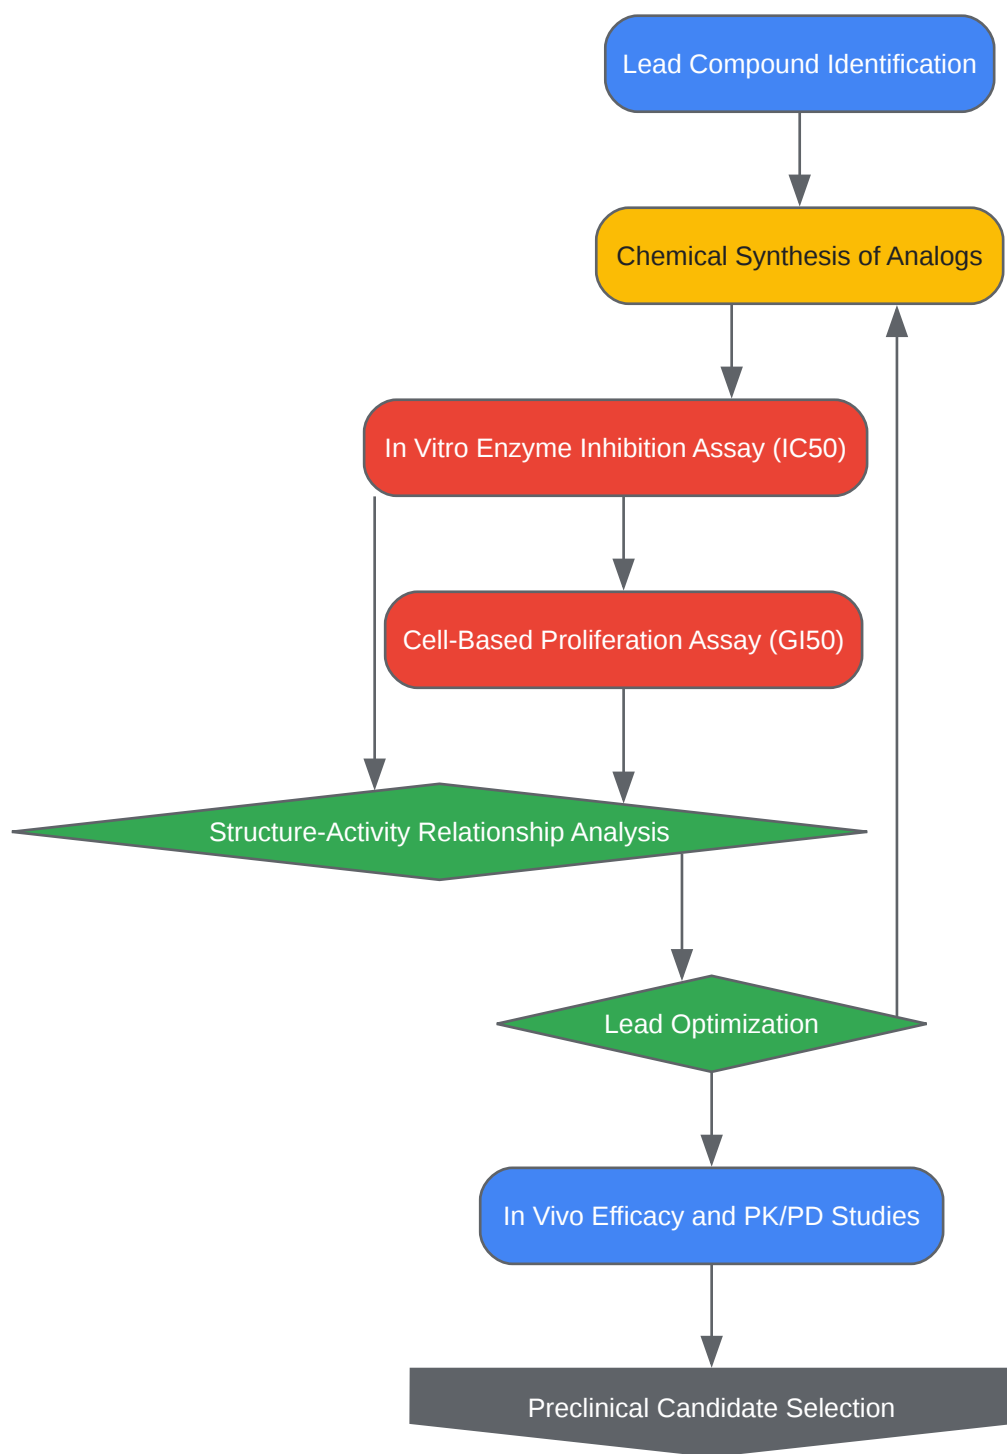 Lead Compound Identification
Chemical Synthesis of Analogs
In Vitro Enzyme Inhibition Assay (IC50)
Cell-Based Proliferation Assay (GI50)
Structure-Activity Relationship Analysis
Lead Optimization
In Vivo Efficacy and PK/PD Studies
Preclinical Candidate Selection